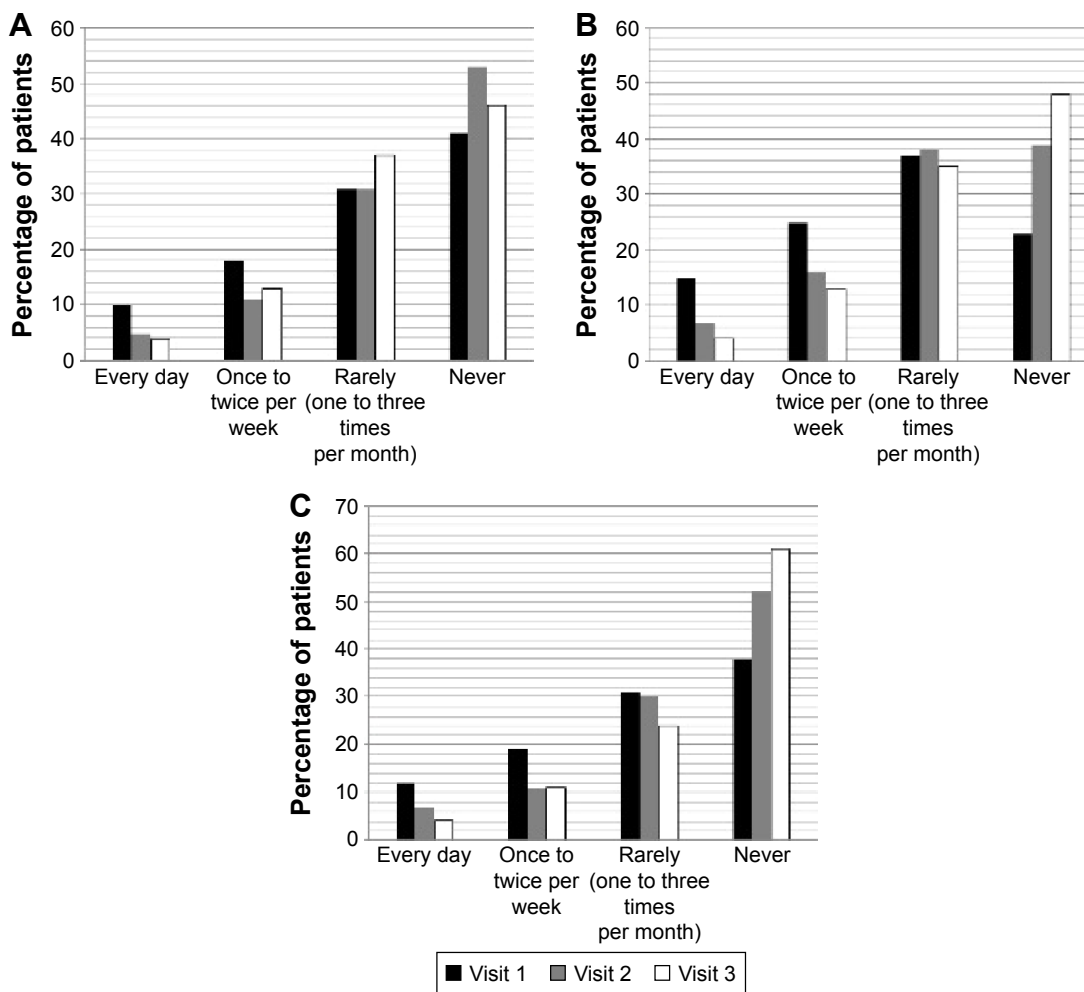 A
Percentage of patients
60
50
40
30
20
10
0
Every day
Once to
twice per
week
Rarely
(one to three
times
per month)
Never
B
Percentage of patients
60
50
40
30
20
10
0
Every day
Once to
twice per
week
Rarely
(one to three
times
per month)
Never
C
Percentage of patients
70
60
50
40
30
20
10
0
Every day
Once to
twice per
week
Rarely
(one to three
times
per month)
Never
Visit 1 Visit 2 Visit 3